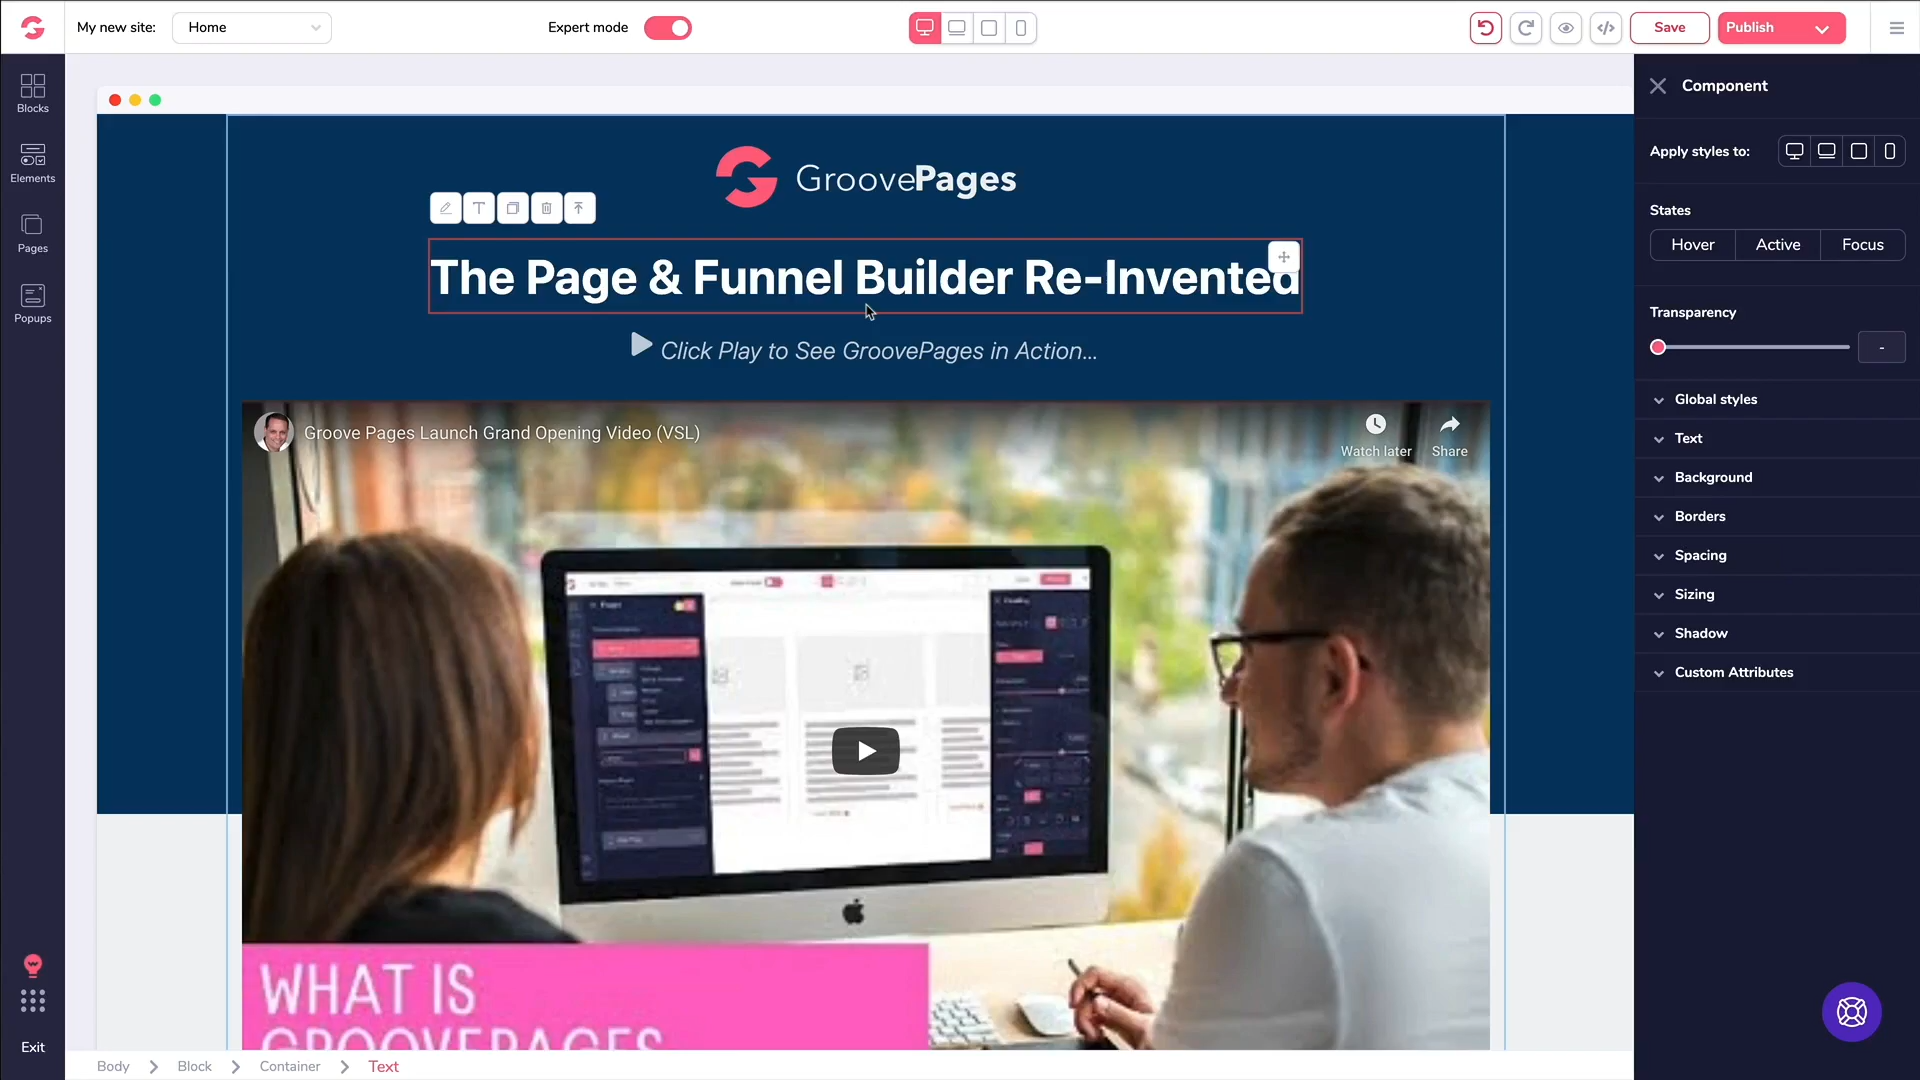 My new site:
Home
Expert mode
Save
Publish
Blocks
Elements
Pages
Popups
Exit
GroovePages
The Page & Funnel Builder Re-Invented
Click Play to See GroovePages in Action...
Groove Pages Launch Grand Opening Video (VSL)
Watch later
Share
WHAT IS
GROOVEPAGES
Body
Block
Container
Text
Component
Apply styles to:
States
Hover
Active
Focus
Transparency
-
Global styles
Text
Background
Borders
Spacing
Sizing
Shadow
Custom Attributes